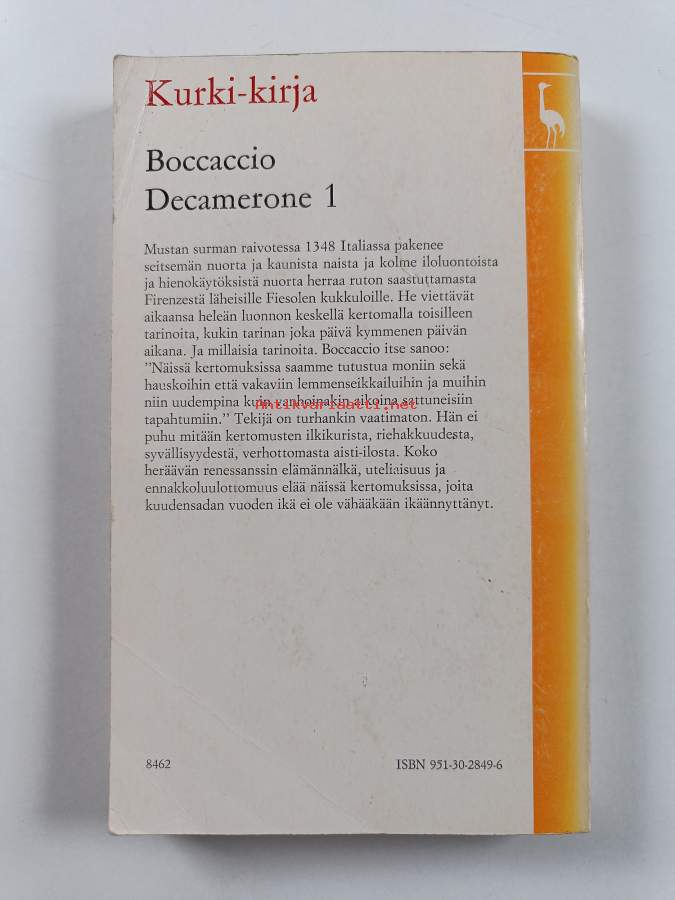 Kurki-kirja
Boccaccio
Decamerone 1
Mustan surman raivotessa 1348 Italiassa pakenee
seitsemän nuorta ja kaunista naista ja kolme iloluontoista
ja hienokäytöksistä nuorta herraa ruton saastuttamasta
Firenzestä läheisille Fiesolen kukkuloille. He viettävät
aikaansa heleän luonnon keskellä kertomalla toisilleen
tarinoita, kukin tarinan joka päivä kymmenen päivän
aikana. Ja millaisia tarinoita. Boccaccio itse sanoo:
”Näissä kertomuksissa saamme tutustua moniin sekä
hauskoihin että vakaviin lemmenseikkailuihin ja muihin
niin uudempina kuin vanhoinakin aikoina sattuneisiin
Antikvariaatti.net
tapahtumiin.” Tekijä on turhankin vaatimaton. Hän ei
puhu mitään kertomusten ilkikurista, riehakkuudesta,
syvällisyydestä, verhottomasta aisti-ilosta. Koko
heräävän renessanssin elämännälkä, uteliaisuus ja
ennakkoluulottomuus elää näissä kertomuksissa, joita
kuudensadan vuoden ikä ei ole vähääkään ikäännyttänyt.
8462
ISBN 951-30-2849-6